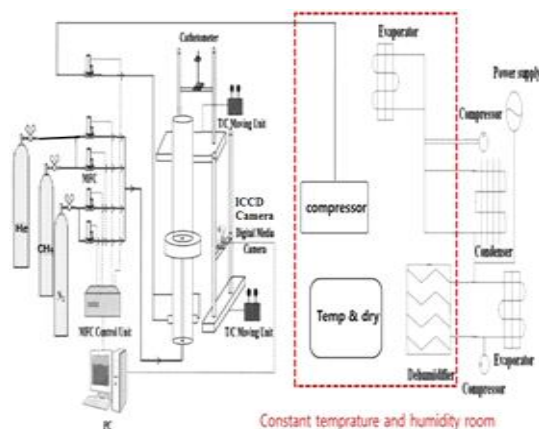 Cathetometer
Evaporator
Power supply
T/C Moving Unit
Compressor
MFC
ICCD
Camera
Digital Media
Camera
compressor
He
CH4
N2
Condenser
Temp & dry
MFC Control Unit
T/C Moving Unit
Dehumidifier
Evaporator
Compressor
PC
Constant temprature and humidity room